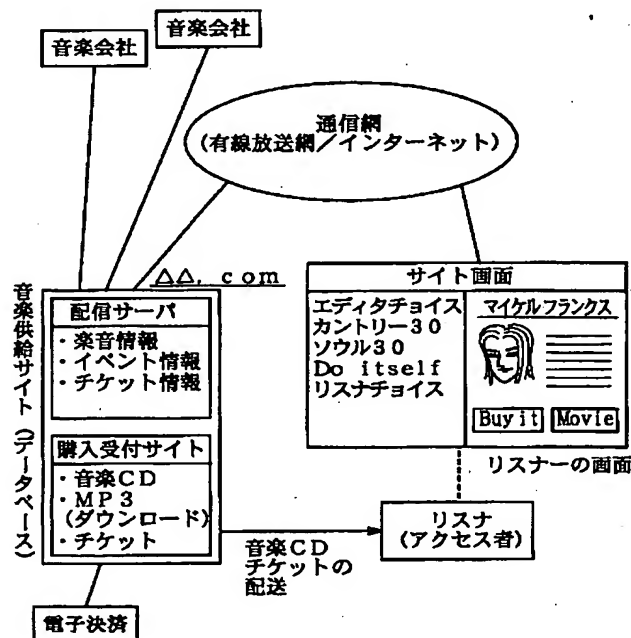 音楽会社
音楽会社
通信網
(有線放送網／インターネット)
△△. com
音楽供給サイト(データベース)
配信サーバ
・楽音情報
・イベント情報
・チケット情報
購入受付サイト
・音楽CD
・MP3
(ダウンロード)
・チケット
サイト画面
エディタチョイス
カントリー30
ソウル30
Do itself
リスナチョイス
マイケルフランクス
Buy it
Movie
リスナーの画面
リスナ
(アクセス者)
音楽CD
チケットの
配送
電子決済